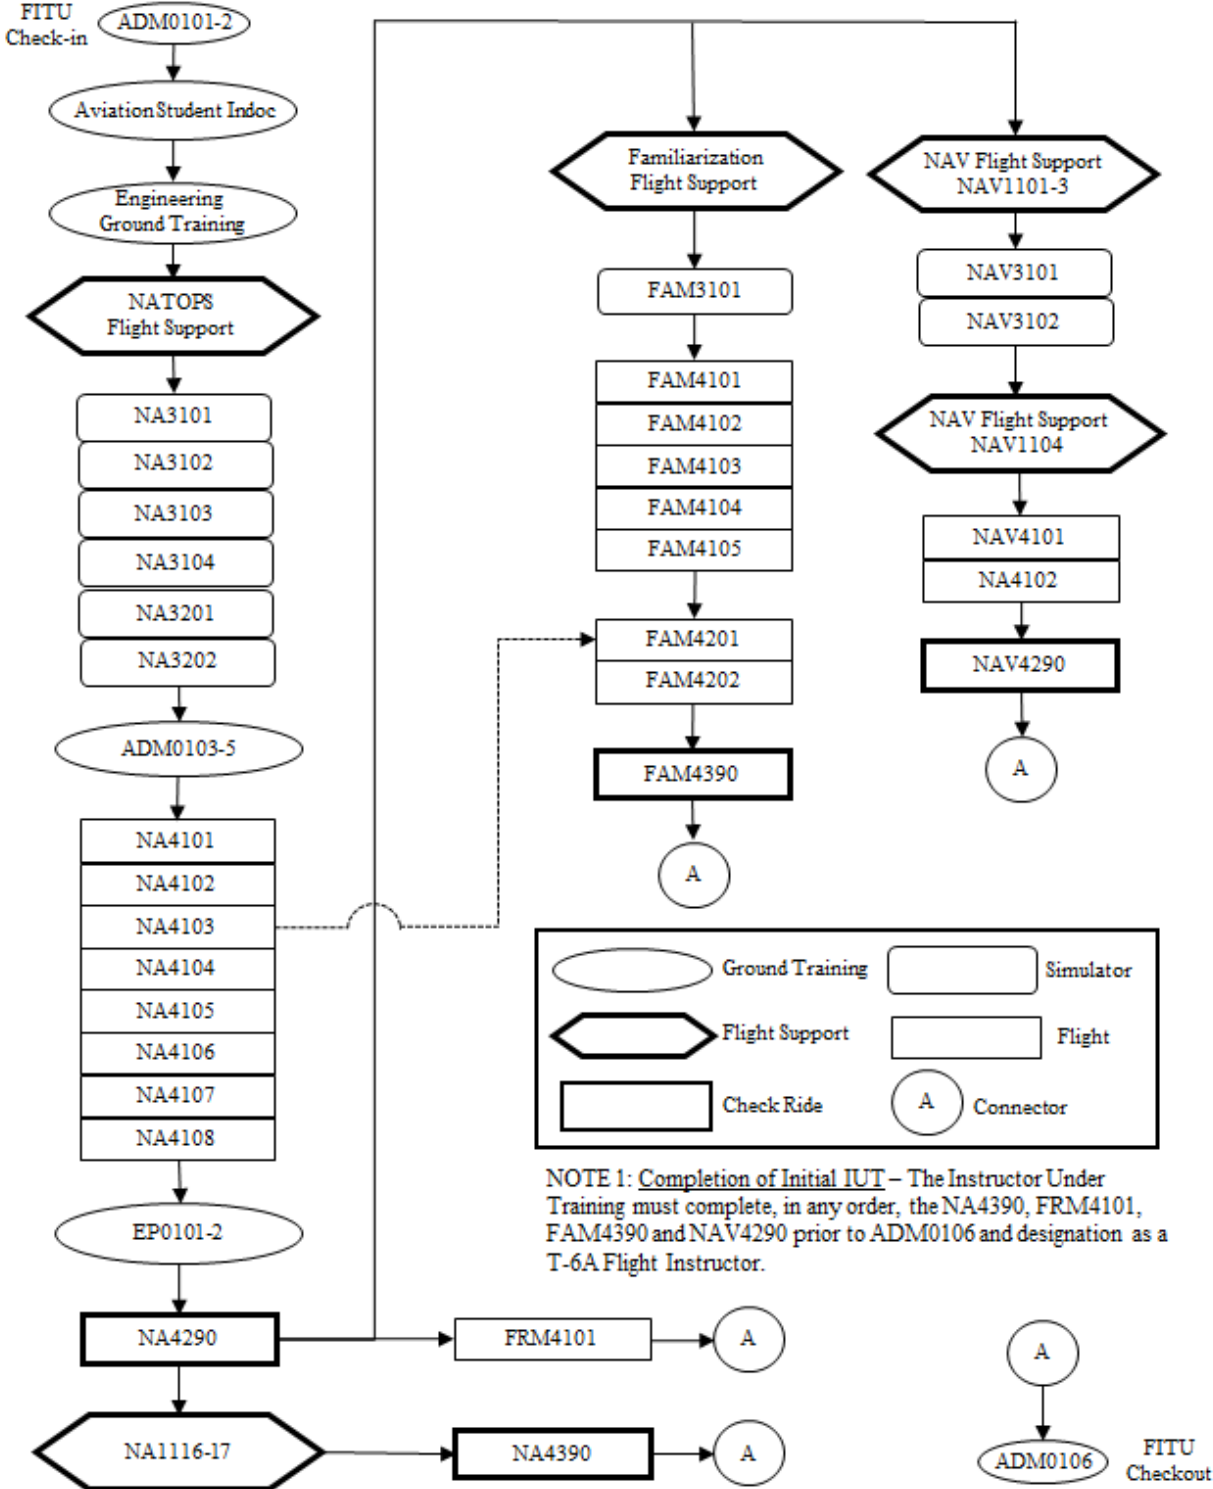 FITU
Check-in
ADM0101-2
Aviation Student Indoc
Engineering
Ground Training
NATOPS
Flight Support
NA3101
NA3102
NA3103
NA3104
NA3201
NA3202
ADM0103-5
NA4101
NA4102
NA4103
NA4104
NA4105
NA4106
NA4107
NA4108
EP0101-2
NA4290
NA1116-17
FRM4101
A
NA4390
A
Familiarization
Flight Support
FAM3101
FAM4101
FAM4102
FAM4103
FAM4104
FAM4105
FAM4201
FAM4202
FAM4390
A
NAV Flight Support
NAV1101-3
NAV3101
NAV3102
NAV Flight Support
NAV1104
NAV4101
NA4102
NAV4290
A
Ground Training
Simulator
Flight Support
Flight
Check Ride
A
Connector
NOTE 1: Completion of Initial IUT – The Instructor Under
Training must complete, in any order, the NA4390, FRM4101,
FAM4390 and NAV4290 prior to ADM0106 and designation as a
T-6A Flight Instructor.
A
ADM0106
FITU
Checkout